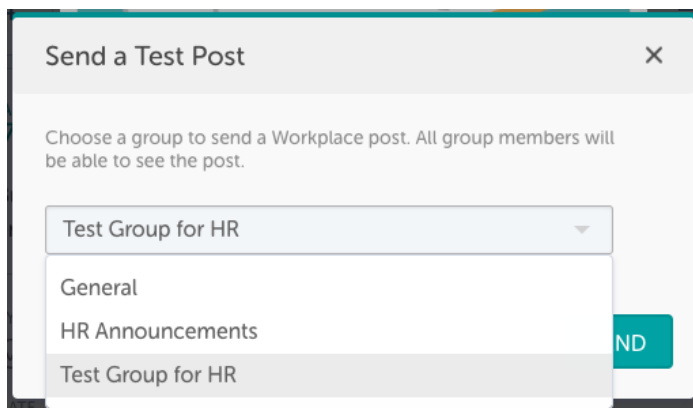 Send a Test Post
Choose a group to send a Workplace post. All group members will
be able to see the post.
Test Group for HR
General
HR Announcements
ND
Test Group for HR